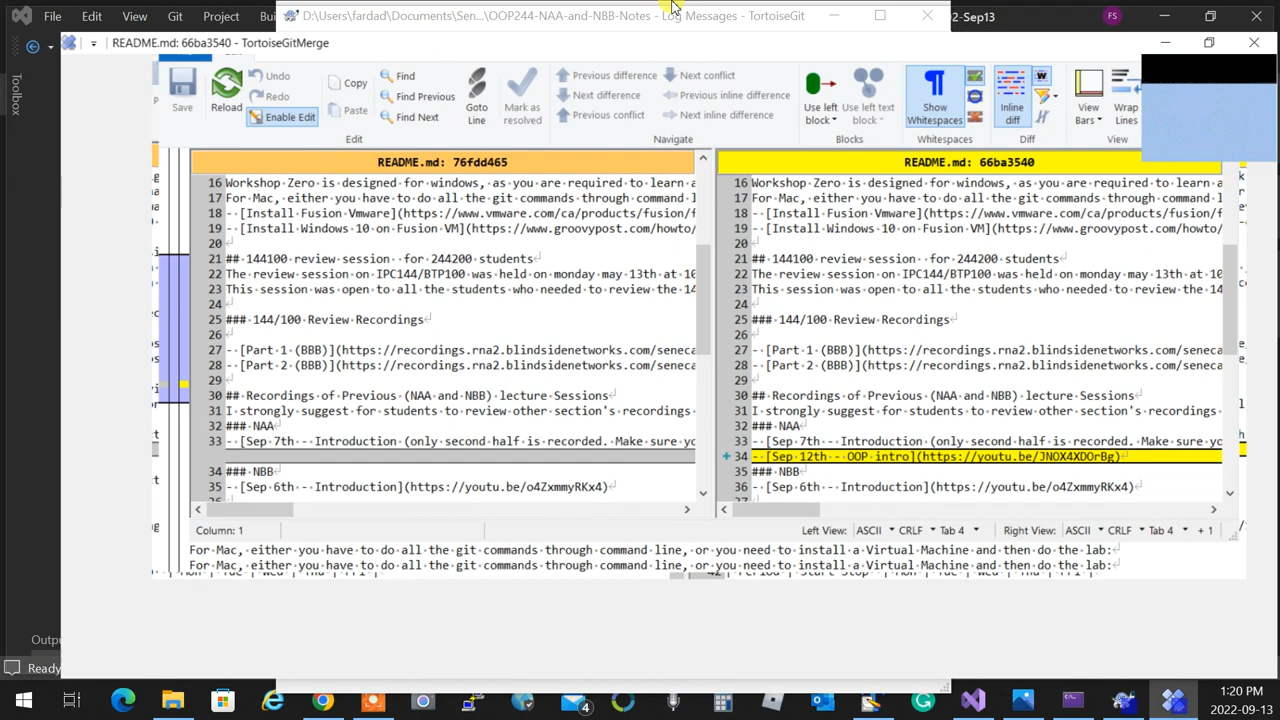 File Edit View Git
D:\Users\fardad\Documents\Sen...\OOP244-NAA-and-NBB-Notes - Log Messages - TortoiseGit
02-Sep13
FS
README.md: 66ba3540 - TortoiseGitMerge
Toolbox
Save
Reload
Undo
Redo
Enable Edit
Copy
Paste
Find
Find Previous
Find Next
Goto Line
Mark as resolved
Previous difference
Next difference
Previous conflict
Next conflict
Previous inline difference
Next inline difference
Use left block
Use left text block
Show Whitespaces
Inline diff
View Bars
Wrap Lines
Edit
Navigate
Blocks
Whitespaces
Diff
View
README.md: 76fdd465
16 Workshop·Zero·is·designed·for·windows,·as·you·are·required·to·learn·a
17 For·Mac,·either·you·have·to·do·all·the·git·commands·through·command·l
18 -·[Install·Fusion·Vmware](https://www.vmware.com/ca/products/fusion/f
19 -·[Install·Windows·10·on·Fusion·VM](https://www.groovypost.com/howto/
20
21 ##·144100·review·session··for·244200·students
22 The·review·session·on·IPC144/BTP100·was·held·on·monday·may·13th·at·10
23 This·session·was·open·to·all·the·students·who·needed·to·review·the·14
24
25 ###·144/100·Review·Recordings
26
27 -·[Part·1·(BBB)](https://recordings.rna2.blindsidenetworks.com/seneca
28 -·[Part·2·(BBB)](https://recordings.rna2.blindsidenetworks.com/seneca
29
30 ##·Recordings·of·Previous·(NAA·and·NBB)·lecture·Sessions
31 I·strongly·suggest·for·students·to·review·other·section's·recordings
32 ###·NAA
33 -·[Sep·7th·-·Introduction·(only·second·half·is·recorded.·Make·sure·yo
34 ###·NBB
35 -·[Sep·6th·-·Introduction](https://youtu.be/o4ZxmmyRKx4)
README.md: 66ba3540
16 Workshop·Zero·is·designed·for·windows,·as·you·are·required·to·learn·a
17 For·Mac,·either·you·have·to·do·all·the·git·commands·through·command·l
18 -·[Install·Fusion·Vmware](https://www.vmware.com/ca/products/fusion/f
19 -·[Install·Windows·10·on·Fusion·VM](https://www.groovypost.com/howto/
20
21 ##·144100·review·session··for·244200·students
22 The·review·session·on·IPC144/BTP100·was·held·on·monday·may·13th·at·10
23 This·session·was·open·to·all·the·students·who·needed·to·review·the·14
24
25 ###·144/100·Review·Recordings
26
27 -·[Part·1·(BBB)](https://recordings.rna2.blindsidenetworks.com/seneca
28 -·[Part·2·(BBB)](https://recordings.rna2.blindsidenetworks.com/seneca
29
30 ##·Recordings·of·Previous·(NAA·and·NBB)·lecture·Sessions
31 I·strongly·suggest·for·students·to·review·other·section's·recordings
32 ###·NAA
33 -·[Sep·7th·-·Introduction·(only·second·half·is·recorded.·Make·sure·yo
34 -·[Sep·12th·-·OOP·intro](https://youtu.be/JNOX4XDOrBg)
35 ###·NBB
36 -·[Sep·6th·-·Introduction](https://youtu.be/o4ZxmmyRKx4)
Column: 1
Left View: ASCII CRLF Tab 4
Right View: ASCII CRLF Tab 4 + 1
For·Mac,·either·you·have·to·do·all·the·git·commands·through·command·line,·or·you·need·to·install·a·Virtual·Machine·and·then·do·the·lab:
For·Mac,·either·you·have·to·do·all·the·git·commands·through·command·line,·or·you·need·to·install·a·Virtual·Machine·and·then·do·the·lab:
Outpu
Ready
4
1:20 PM
2022-09-13